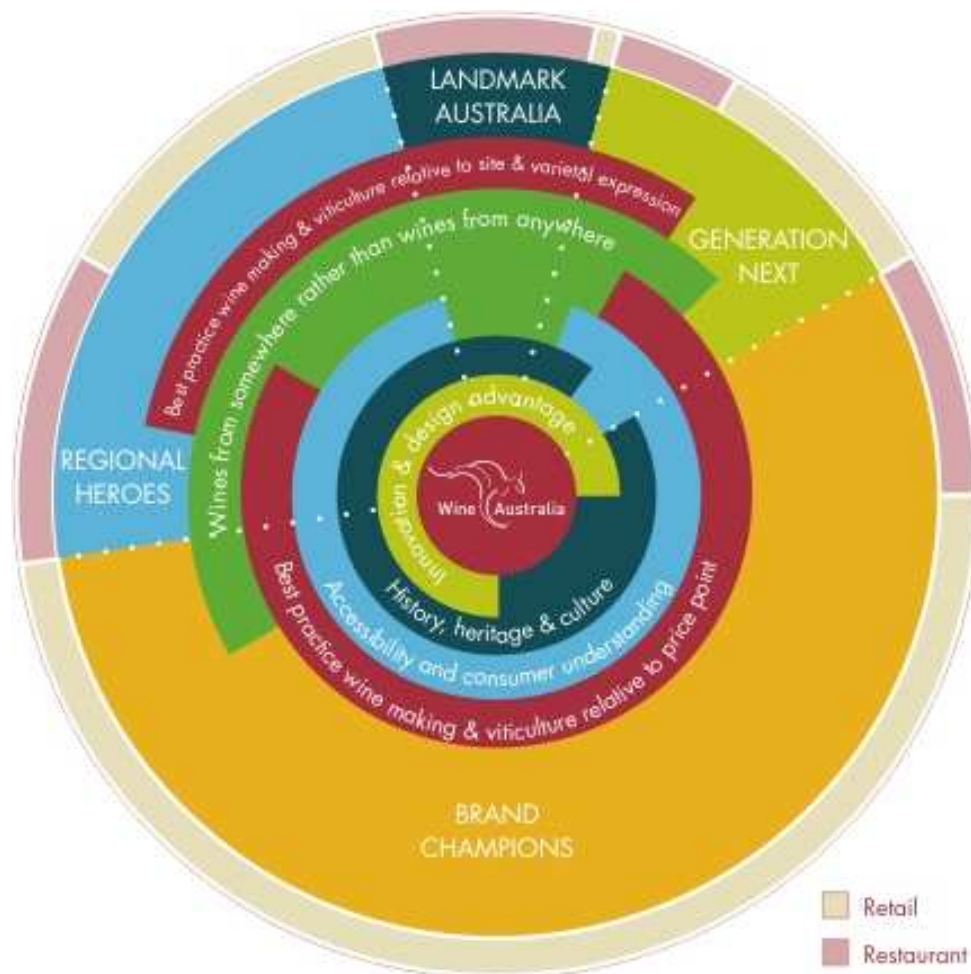 LANDMARK
AUSTRALIA
Best practice wine making & viticulture relative to site & varietal expression
GENERATION
NEXT
Wines from somewhere rather than wines from anywhere
Innovation & design advantage
REGIONAL
HEROES
Wine Australia
History, heritage & culture
Accessibility and consumer understanding
Best practice wine making & viticulture relative to price point
BRAND
CHAMPIONS
Retail
Restaurant